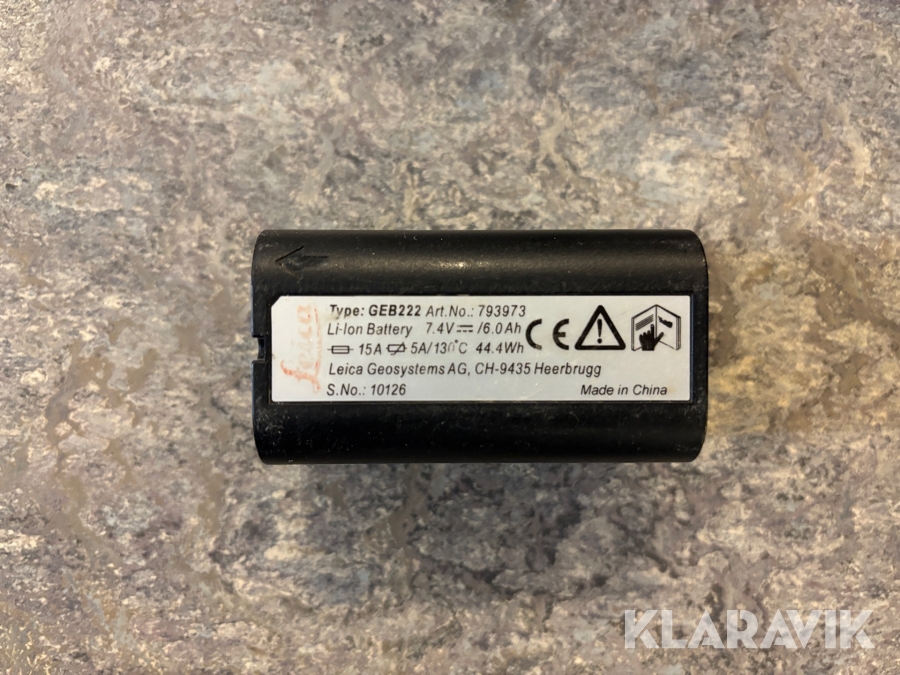 Leica
Type: GEB222 Art.No.: 793973
Li-Ion Battery 7.4V⎓ /6.0Ah
15A 5A/130°C 44.4Wh
Leica Geosystems AG, CH-9435 Heerbrugg
S.No.: 10126 Made in China
CE
KLARAVIK